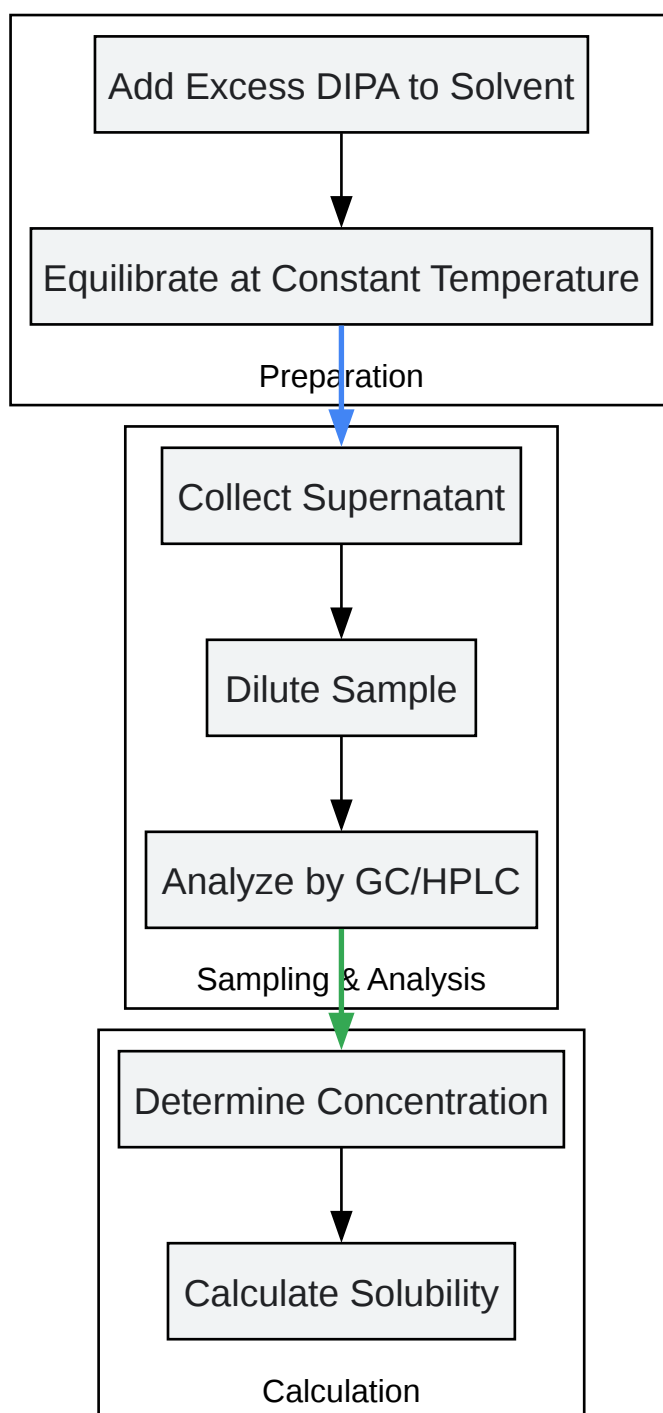 Add Excess DIPA to Solvent
Equilibrate at Constant Temperature
Preparation
Collect Supernatant
Dilute Sample
Analyze by GC/HPLC
Sampling & Analysis
Determine Concentration
Calculate Solubility
Calculation